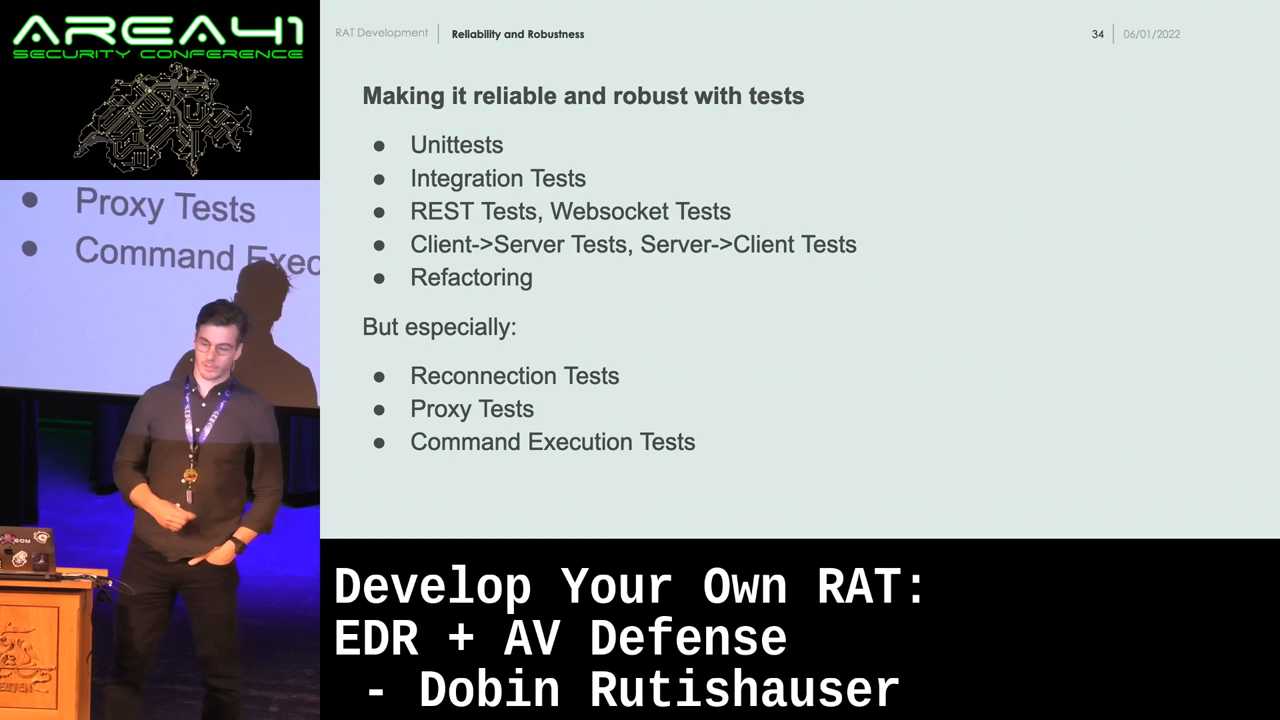 AREA41
SECURITY CONFERENCE
Proxy Tests
Command Exec
RAT Development
Reliability and Robustness
34
06/01/2022
Making it reliable and robust with tests
● Unittests
● Integration Tests
● REST Tests, Websocket Tests
● Client->Server Tests, Server->Client Tests
● Refactoring
But especially:
● Reconnection Tests
● Proxy Tests
● Command Execution Tests
Develop Your Own RAT:
EDR + AV Defense
- Dobin Rutishauser